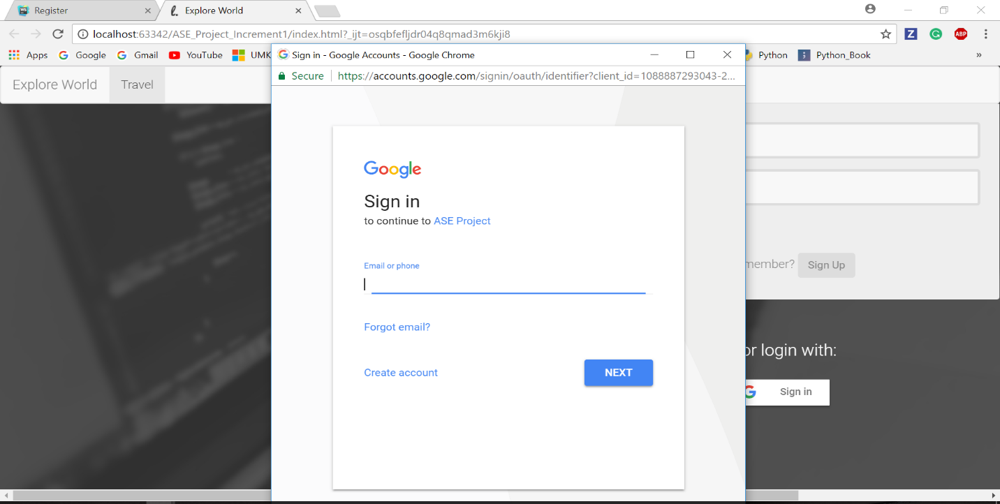 Register
Explore World
localhost:63342/ASE_Project_Increment1/index.html?_ijt=osqbfefljdr04q8qmad3m6kji8
Z
G
ABP
Apps
Google
Gmail
YouTube
UMK
Python
Python_Book
»
Sign in - Google Accounts - Google Chrome
Secure
https://accounts.google.com/signin/oauth/identifier?client_id=1088887293043-2...
Explore World
Travel
Google
Sign in
to continue to ASE Project
Email or phone
Forgot email?
Create account
NEXT
member?
Sign Up
or login with:
Sign in